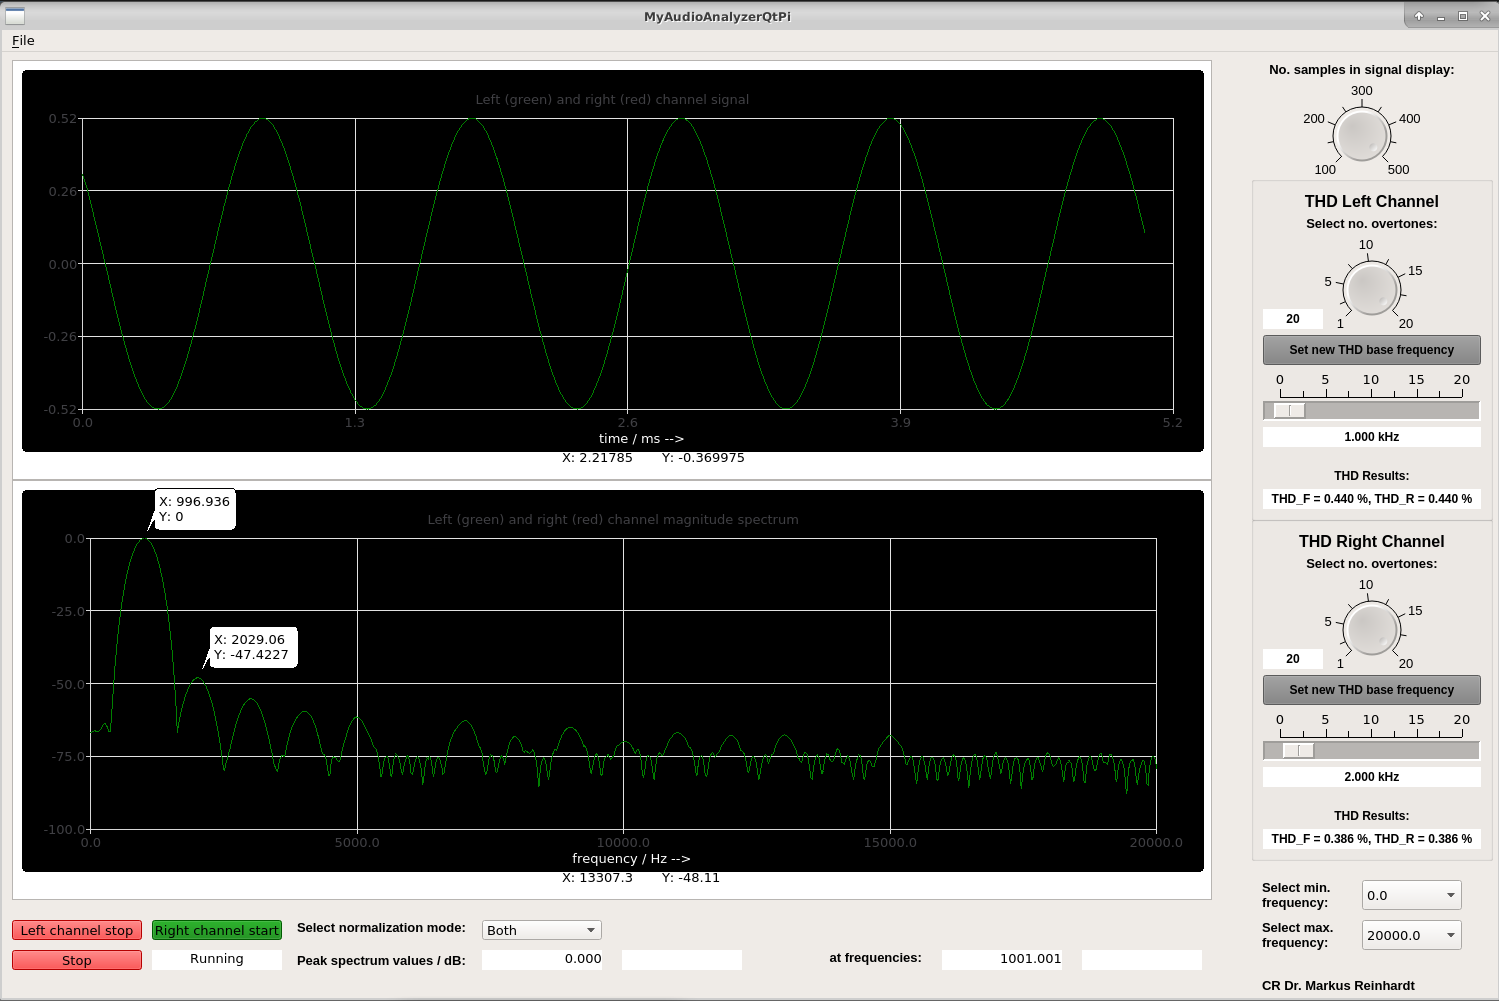 MyAudioAnalyzerQtPi
File
Left (green) and right (red) channel signal
0.52
0.26
0.00
-0.26
-0.52
0.0 1.3 2.6 3.9 5.2
time / ms -->
X: 2.21785 Y: -0.369975
X: 996.936
Y: 0
Left (green) and right (red) channel magnitude spectrum
X: 2029.06
Y: -47.4227
0.0
-25.0
-50.0
-75.0
-100.0
0.0 5000.0 10000.0 15000.0 20000.0
frequency / Hz -->
X: 13307.3 Y: -48.11
Left channel stop Right channel start Select normalization mode: Both
Stop Running Peak spectrum values / dB: 0.000 at frequencies: 1001.001
No. samples in signal display:
300
200 400
100 500
THD Left Channel
Select no. overtones:
10
5 15
20 1 20
Set new THD base frequency
0 5 10 15 20
1.000 kHz
THD Results:
THD_F = 0.440 %, THD_R = 0.440 %
THD Right Channel
Select no. overtones:
10
5 15
20 1 20
Set new THD base frequency
0 5 10 15 20
2.000 kHz
THD Results:
THD_F = 0.386 %, THD_R = 0.386 %
Select min.
frequency: 0.0
Select max.
frequency: 20000.0
CR Dr. Markus Reinhardt